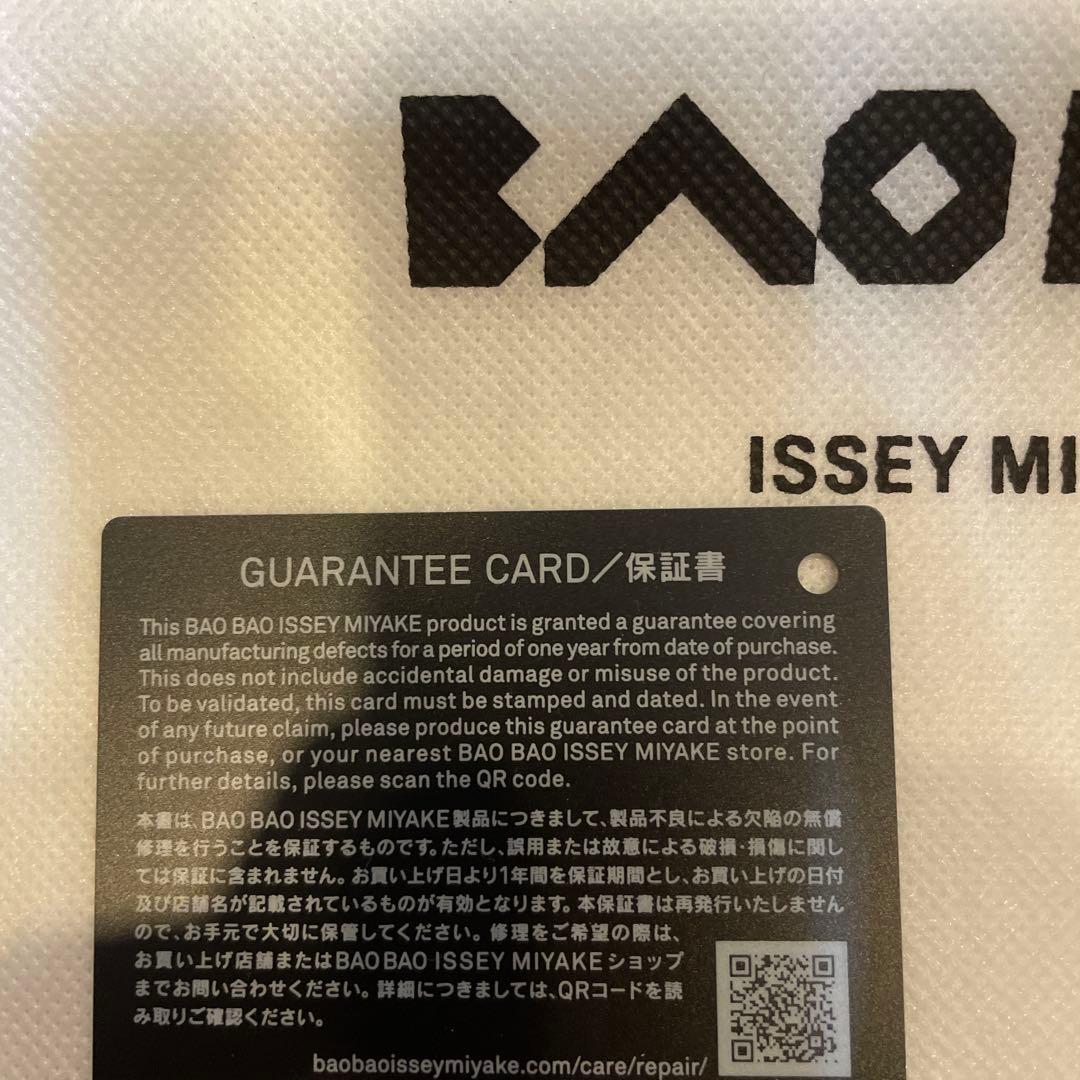 BAO
ISSEY MI
GUARANTEE CARD/保証書
This BAO BAO ISSEY MIYAKE product is granted a guarantee covering
all manufacturing defects for a period of one year from date of purchase.
This does not include accidental damage or misuse of the product.
To be validated, this card must be stamped and dated. In the event
of any future claim, please produce this guarantee card at the point
of purchase, or your nearest BAO BAO ISSEY MIYAKE store. For
further details, please scan the QR code.
本書は、BAO BAO ISSEY MIYAKE製品につきまして、製品不良による欠陥の無償
修理を行うことを保証するものです。ただし、誤用または故意による破損・損傷に関し
ては保証に含まれません。お買い上げ日より1年間を保証期間とし、お買い上げの日付
及び店舗名が記載されているものが有効となります。本保証書は再発行いたしません
ので、お手元で大切に保管してください。修理をご希望の際は、
お買い上げ店舗またはBAO BAO ISSEY MIYAKEショップ
までお問い合わせください。詳細につきましては、QRコードを読
み取りご確認ください。
baobaoisseymiyake.com/care/repair/